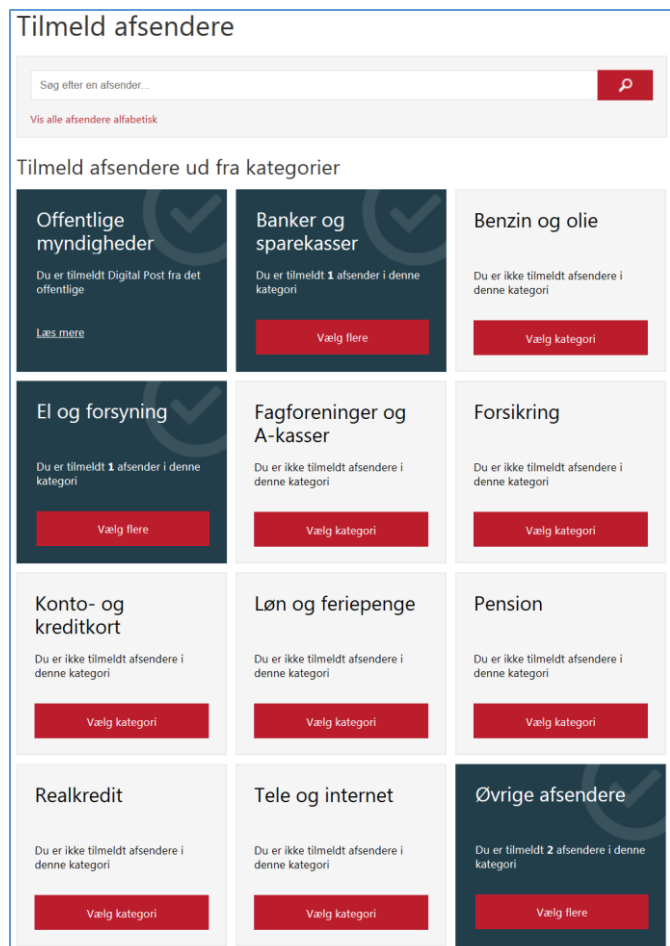 Tilmeld afsendere
Søg efter en afsender...
Vis alle afsendere alfabetisk
Tilmeld afsendere ud fra kategorier
Offentlige
myndigheder
Du er tilmeldt Digital Post fra det
offentlige
Læs mere
Banker og
sparekasser
Du er tilmeldt 1 afsender i denne
kategori
Vælg flere
Benzin og olie
Du er ikke tilmeldt afsendere i
denne kategori
Vælg kategori
El og forsyning
Du er tilmeldt 1 afsender i denne
kategori
Vælg flere
Fagforeninger og
A-kasser
Du er ikke tilmeldt afsendere i
denne kategori
Vælg kategori
Forsikring
Du er ikke tilmeldt afsendere i
denne kategori
Vælg kategori
Konto- og
kreditkort
Du er ikke tilmeldt afsendere i
denne kategori
Vælg kategori
Løn og feriepenge
Du er ikke tilmeldt afsendere i
denne kategori
Vælg kategori
Pension
Du er ikke tilmeldt afsendere i
denne kategori
Vælg kategori
Realkredit
Du er ikke tilmeldt afsendere i
denne kategori
Vælg kategori
Tele og internet
Du er ikke tilmeldt afsendere i
denne kategori
Vælg kategori
Øvrige afsendere
Du er tilmeldt 2 afsendere i denne
kategori
Vælg flere